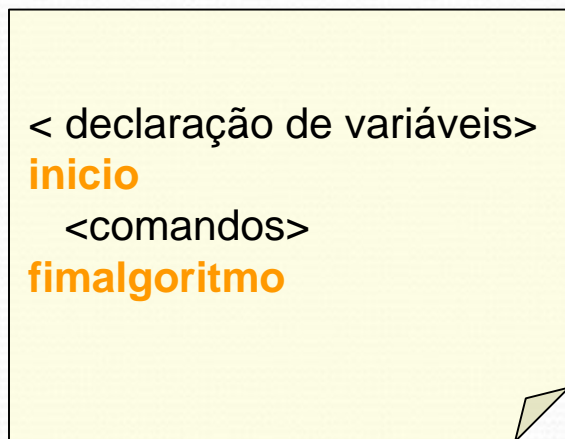 < declaração de variáveis>
inicio
<comandos>
fimalgoritmo